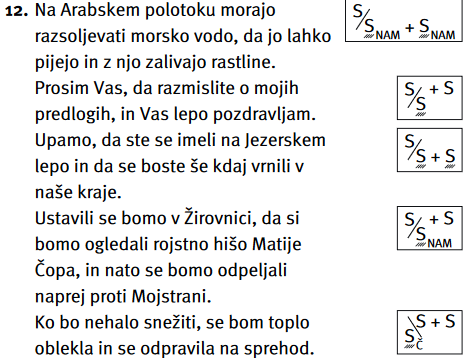 12. Na Arabskem polotoku morajo
razsoljevati morsko vodo, da jo lahko
pijejo in z njo zalivajo rastline.
S/S NAM + S NAM
Prosim Vas, da razmislite o mojih
predlogih, in Vas lepo pozdravljam.
S/S + S
Upamo, da ste se imeli na Jezerskem
lepo in da se boste še kdaj vrnili v
naše kraje.
S/S + S
Ustavili se bomo v Žirovnici, da si
bomo ogledali rojstno hišo Matije
Čopa, in nato se bomo odpeljali
naprej proti Mojstrani.
S/S NAM + S
Ko bo nehalo snežiti, se bom toplo
oblekla in se odpravila na sprehod.
S\S + S Č